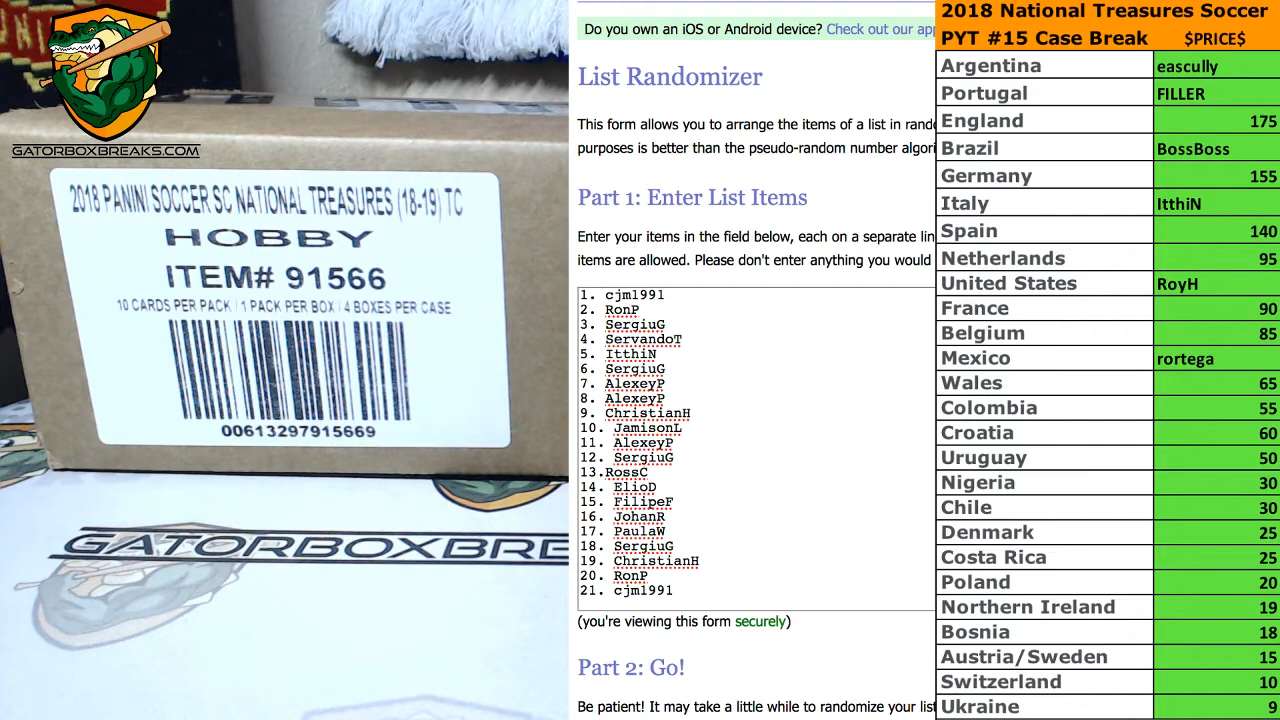 GATORBOXBREAKS.COM
2018 PANINI SOCCER SC NATIONAL TREASURES (18-19) TC
HOBBY
ITEM# 91566
10 CARDS PER PACK / 1 PACK PER BOX / 4 BOXES PER CASE
00613297915669
GATORBOXBRE
Do you own an iOS or Android device? Check out our app
List Randomizer
This form allows you to arrange the items of a list in rando
purposes is better than the pseudo-random number algori
Part 1: Enter List Items
Enter your items in the field below, each on a separate lin
items are allowed. Please don't enter anything you would
1. cjm1991
2. RonP
3. SergiuG
4. ServandoT
5. ItthiN
6. SergiuG
7. AlexeyP
8. AlexeyP
9. ChristianH
10. JamisonL
11. AlexeyP
12. SergiuG
13.RossC
14. ElioD
15. FilipeF
16. JohanR
17. PaulaW
18. SergiuG
19. ChristianH
20. RonP
21. cjm1991
(you're viewing this form securely)
Part 2: Go!
Be patient! It may take a little while to randomize your list
2018 National Treasures Soccer
PYT #15 Case Break $PRICE$
Argentina eascully
Portugal FILLER
England 175
Brazil BossBoss
Germany 155
Italy ItthiN
Spain 140
Netherlands 95
United States RoyH
France 90
Belgium 85
Mexico rortega
Wales 65
Colombia 55
Croatia 60
Uruguay 50
Nigeria 30
Chile 30
Denmark 25
Costa Rica 25
Poland 20
Northern Ireland 19
Bosnia 18
Austria/Sweden 15
Switzerland 10
Ukraine 9